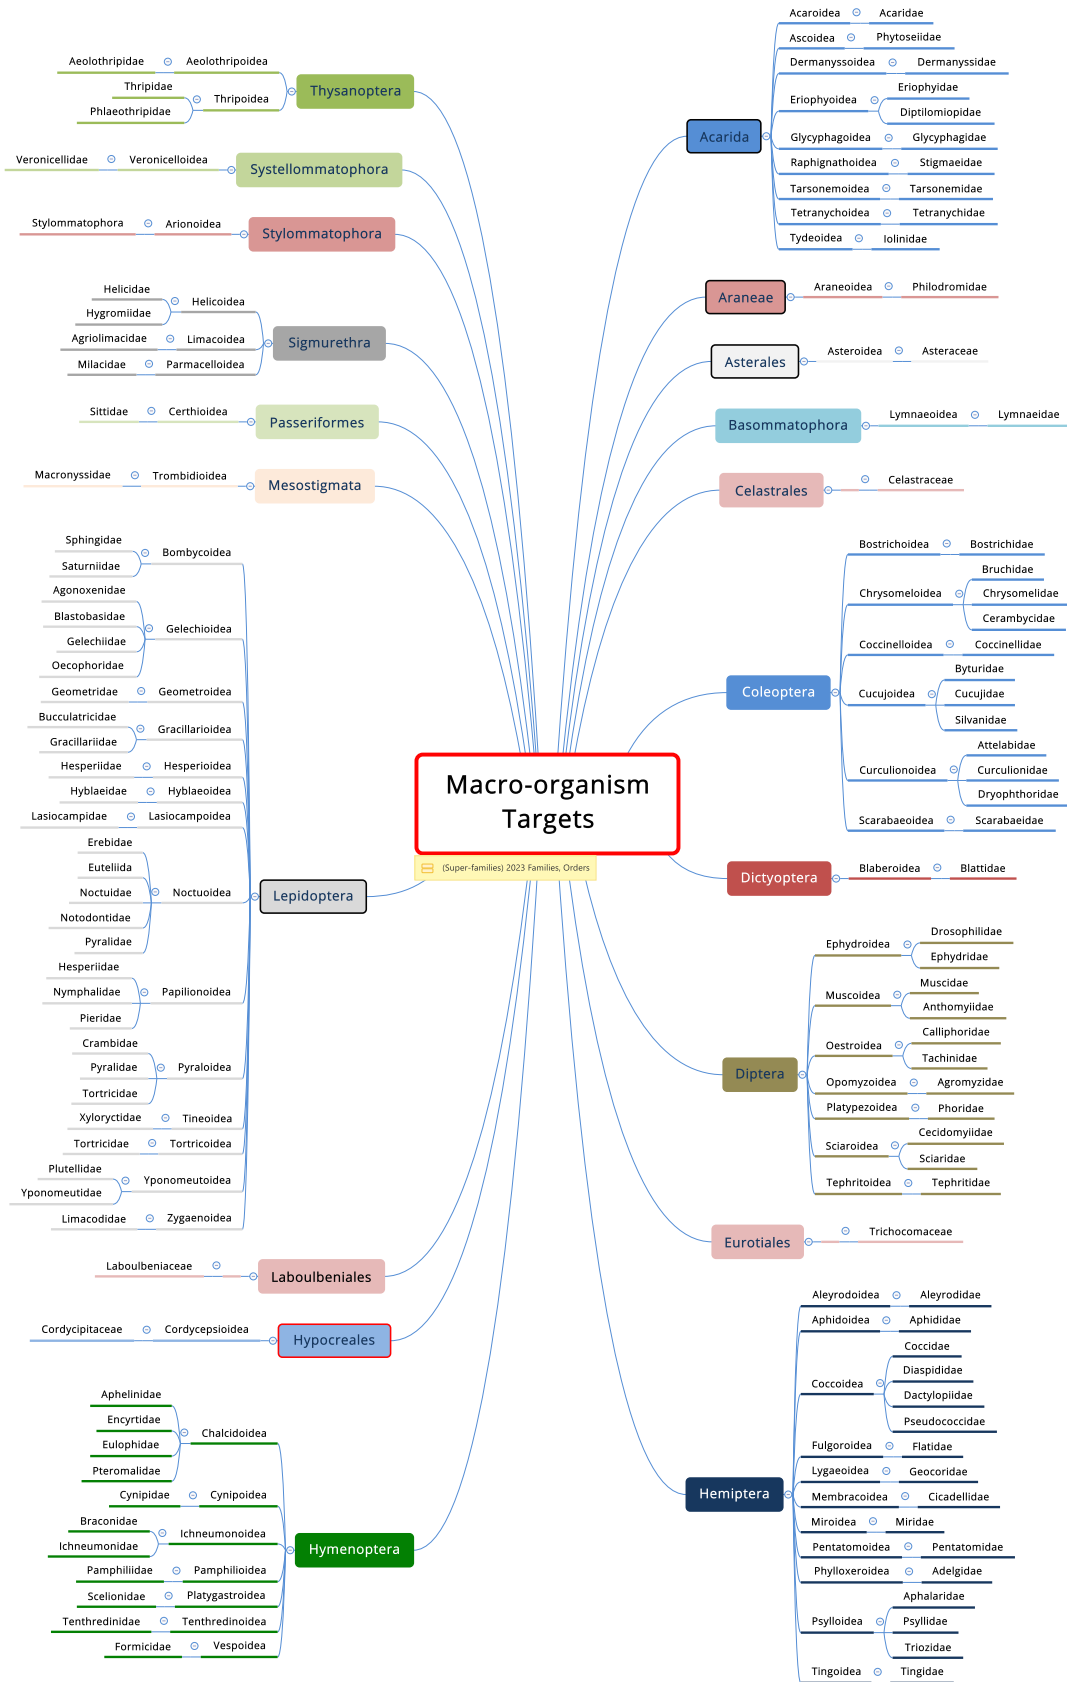 Macro-organism
Targets
(Super-families) 2023 Families, Orders
Acarida
Acaroidea
Acaridae
Ascoidea
Phytoseiidae
Dermanyssoidea
Dermanyssidae
Eriophyoidea
Eriophyidae
Diptilomiopidae
Glycyphagoidea
Glycyphagidae
Raphignathoidea
Stigmaeidae
Tarsonemoidea
Tarsonemidae
Tetranychoidea
Tetranychidae
Tydeoidea
Iolinidae
Araneae
Araneoidea
Philodromidae
Asterales
Asteroidea
Asteraceae
Basommatophora
Lymnaeoidea
Lymnaeidae
Celastrales
Celastraceae
Coleoptera
Bostrichoidea
Bostrichidae
Chrysomeloidea
Bruchidae
Chrysomelidae
Cerambycidae
Coccinelloidea
Coccinellidae
Cucujoidea
Byturidae
Cucujidae
Silvanidae
Curculionoidea
Attelabidae
Curculionidae
Dryophthoridae
Scarabaeoidea
Scarabaeidae
Dictyoptera
Blaberoidea
Blattidae
Diptera
Ephydroidea
Drosophilidae
Ephydridae
Muscoidea
Muscidae
Anthomyiidae
Oestroidea
Calliphoridae
Tachinidae
Opomyzoidea
Agromyzidae
Platypezoidea
Phoridae
Sciaroidea
Cecidomyiidae
Sciaridae
Tephritoidea
Tephritidae
Eurotiales
Trichocomaceae
Hemiptera
Aleyrodoidea
Aleyrodidae
Aphidoidea
Aphididae
Coccoidea
Coccidae
Diaspididae
Dactylopiidae
Pseudococcidae
Fulgoroidea
Flatidae
Lygaeoidea
Geocoridae
Membracoidea
Cicadellidae
Miroidea
Miridae
Pentatomoidea
Pentatomidae
Phylloxeroidea
Adelgidae
Psylloidea
Aphalaridae
Psyllidae
Triozidae
Tingoidea
Tingidae
Thysanoptera
Aeolothripoidea
Aeolothripidae
Thripoidea
Thripidae
Phlaeothripidae
Systellommatophora
Veronicelloidea
Veronicellidae
Stylommatophora
Arionoidea
Stylommatophora
Sigmurethra
Helicoidea
Helicidae
Hygromiidae
Limacoidea
Agriolimacidae
Parmacelloidea
Milacidae
Passeriformes
Certhioidea
Sittidae
Mesostigmata
Trombidioidea
Macronyssidae
Lepidoptera
Bombycoidea
Sphingidae
Saturniidae
Gelechioidea
Agonoxenidae
Blastobasidae
Gelechiidae
Oecophoridae
Geometroidea
Geometridae
Gracillarioidea
Bucculatricidae
Gracillariidae
Hesperioidea
Hesperiidae
Hyblaeoidea
Hyblaeidae
Lasiocampoidea
Lasiocampidae
Noctuoidea
Erebidae
Euteliida
Noctuidae
Notodontidae
Pyralidae
Papilionoidea
Hesperiidae
Nymphalidae
Pieridae
Pyraloidea
Crambidae
Pyralidae
Tortricidae
Tineoidea
Xyloryctidae
Tortricoidea
Tortricidae
Yponomeutoidea
Plutellidae
Yponomeutidae
Zygaenoidea
Limacodidae
Laboulbeniales
Laboulbeniaceae
Hypocreales
Cordycepsioidea
Cordycipitaceae
Hymenoptera
Chalcidoidea
Aphelinidae
Encyrtidae
Eulophidae
Pteromalidae
Cynipoidea
Cynipidae
Ichneumonoidea
Braconidae
Ichneumonidae
Pamphilioidea
Pamphiliidae
Platygastroidea
Scelionidae
Tenthredinoidea
Tenthredinidae
Vespoidea
Formicidae